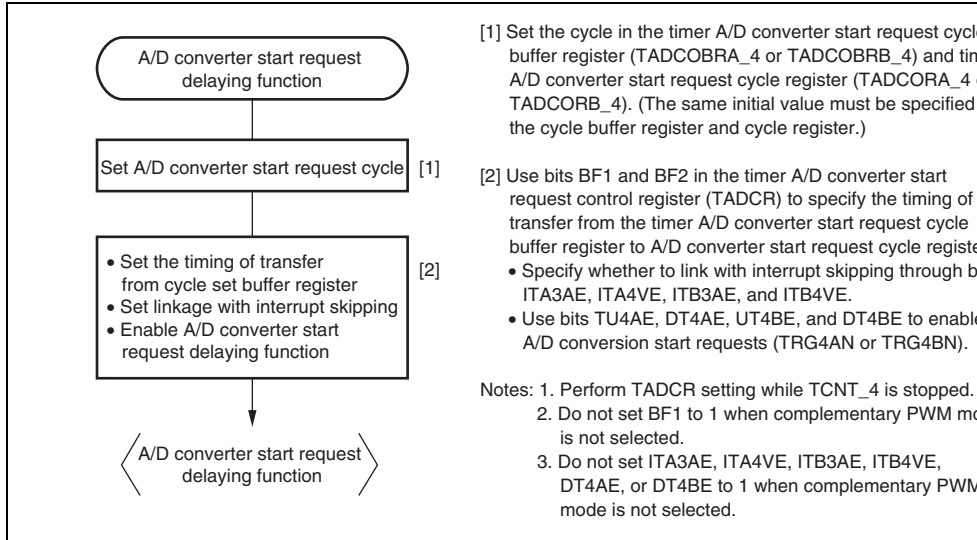 A/D converter start request
delaying function
Set A/D converter start request cycle
[1]
• Set the timing of transfer
from cycle set buffer register
• Set linkage with interrupt skipping
• Enable A/D converter start
request delaying function
[2]
A/D converter start request
delaying function
[1] Set the cycle in the timer A/D converter start request
buffer register (TADCOBRA_4 or TADCOBRB_4) and
A/D converter start request cycle register (TADCORA_4
TADCORB_4). (The same initial value must be specified
the cycle buffer register and cycle register.)
[2] Use bits BF1 and BF2 in the timer A/D converter start
request control register (TADCR) to specify the timing of
transfer from the timer A/D converter start request cycle
buffer register to A/D converter start request cycle
• Specify whether to link with interrupt skipping through
ITA3AE, ITA4VE, ITB3AE, and ITB4VE.
• Use bits TU4AE, DT4AE, UT4BE, and DT4BE to enable
A/D conversion start requests (TRG4AN or TRG4BN).
Notes: 1. Perform TADCR setting while TCNT_4 is stopped.
2. Do not set BF1 to 1 when complementary PWM
is not selected.
3. Do not set ITA3AE, ITA4VE, ITB3AE, ITB4VE,
DT4AE, or DT4BE to 1 when complementary PWM
mode is not selected.